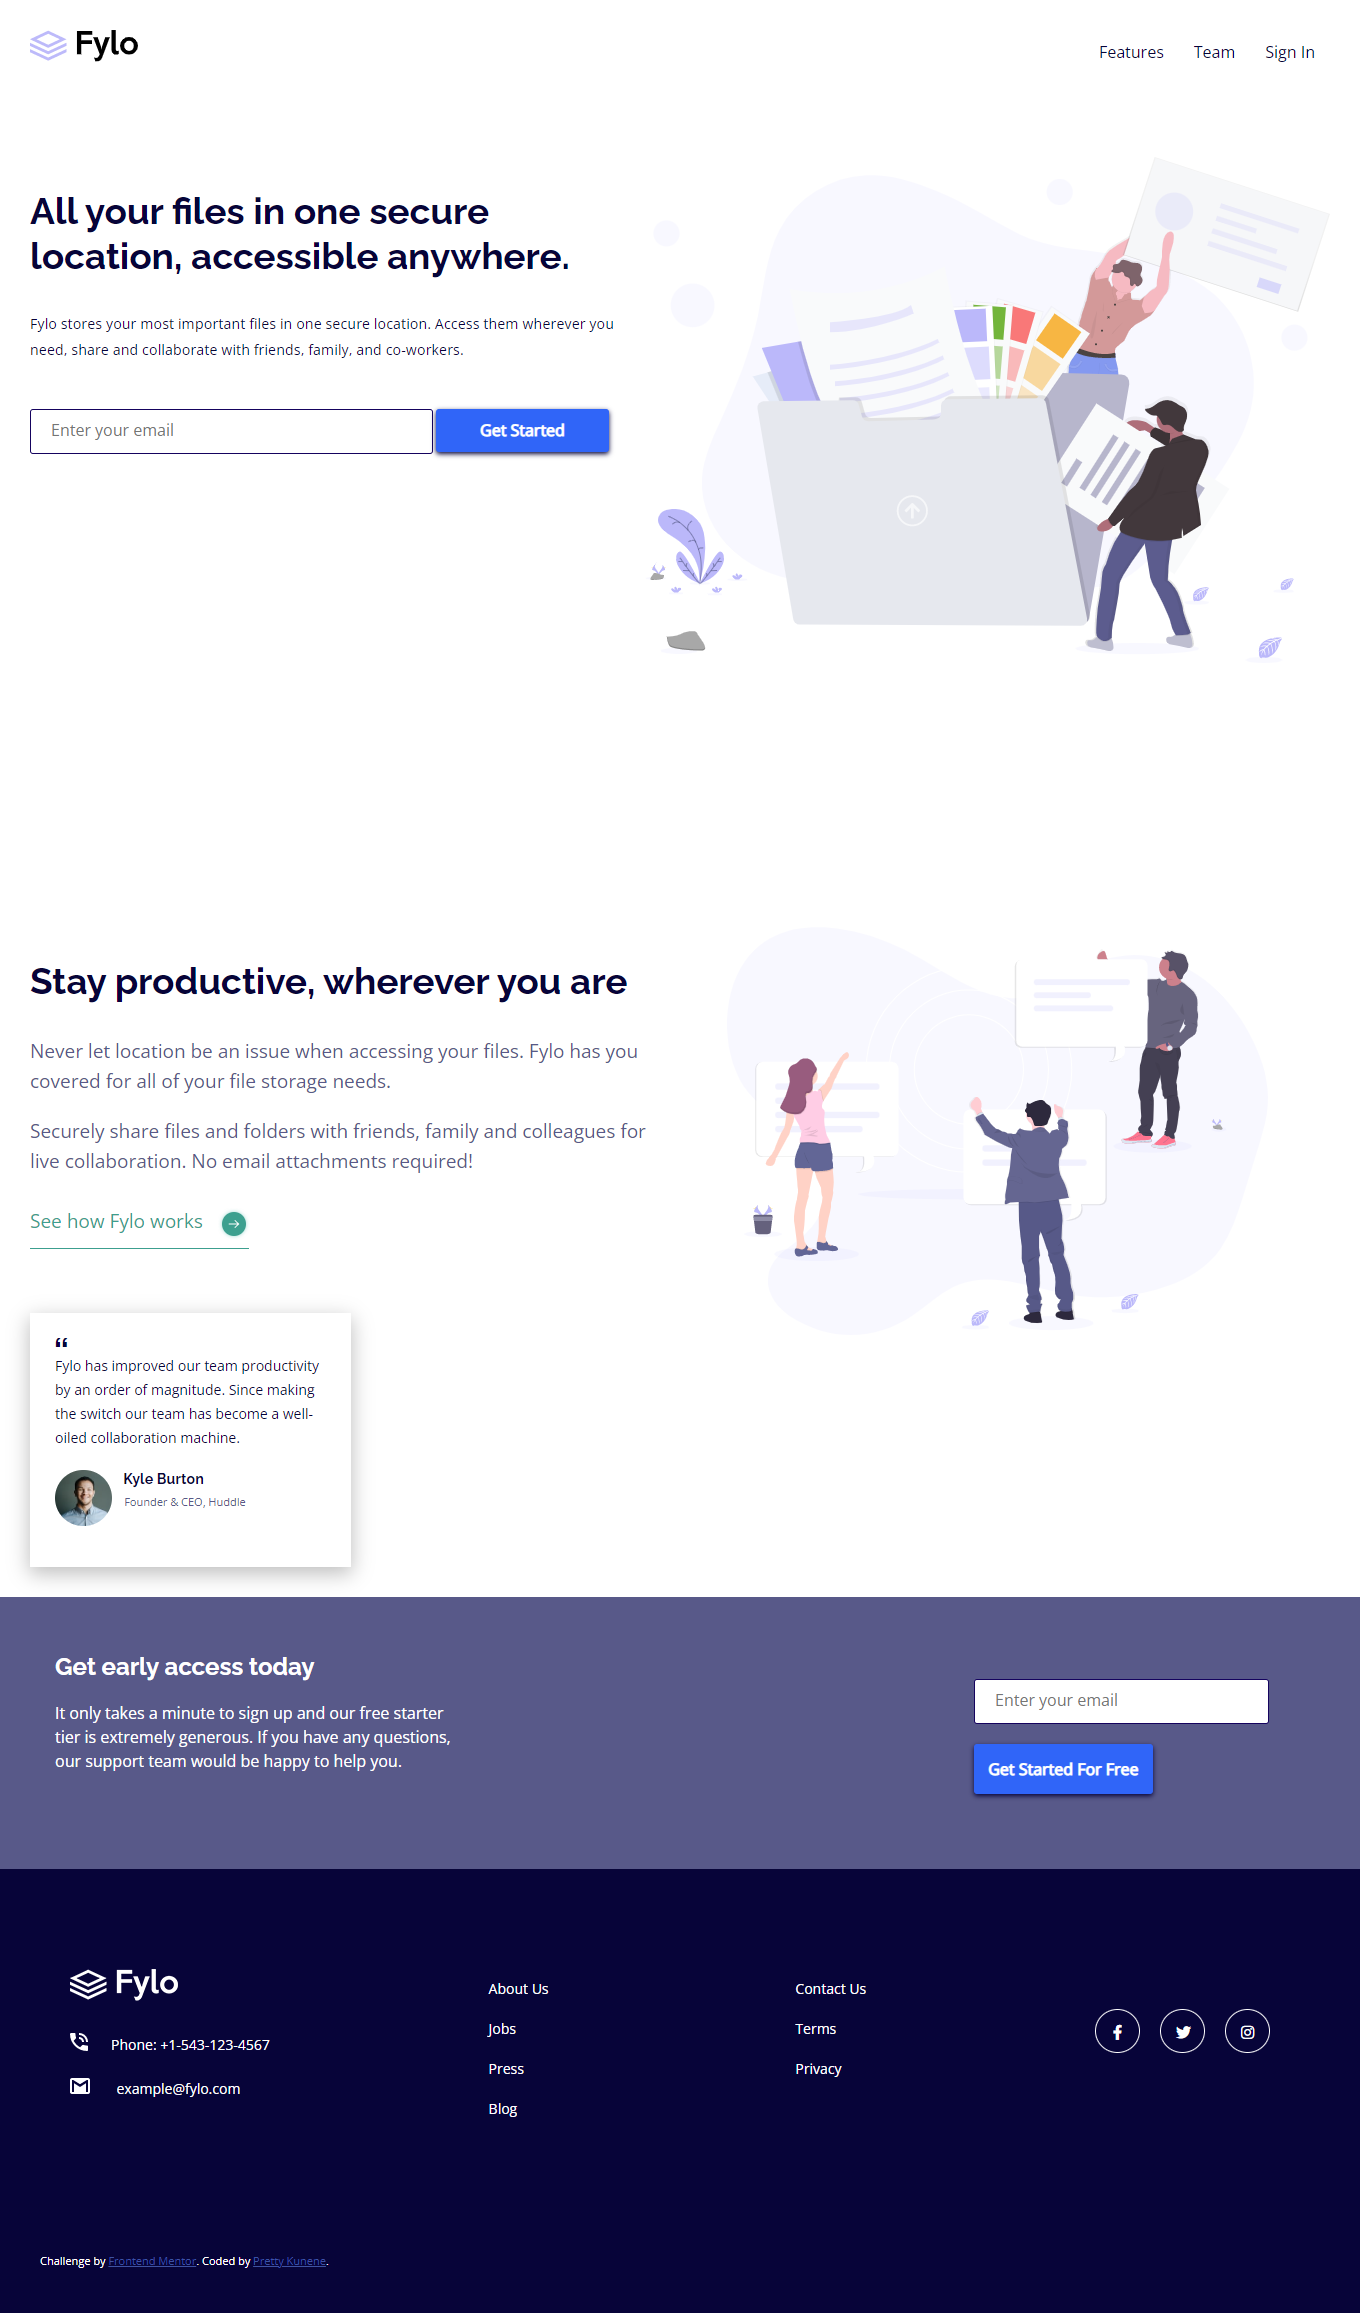 Fylo
Features Team Sign In
All your files in one secure
location, accessible anywhere.
Fylo stores your most important files in one secure location. Access them wherever you
need, share and collaborate with friends, family, and co-workers.
Enter your email
Get Started
Stay productive, wherever you are
Never let location be an issue when accessing your files. Fylo has you
covered for all of your file storage needs.
Securely share files and folders with friends, family and colleagues for
live collaboration. No email attachments required!
See how Fylo works
“
Fylo has improved our team productivity
by an order of magnitude. Since making
the switch our team has become a well-
oiled collaboration machine.
Kyle Burton
Founder & CEO, Huddle
Get early access today
It only takes a minute to sign up and our free starter
tier is extremely generous. If you have any questions,
our support team would be happy to help you.
Enter your email
Get Started For Free
Fylo
Phone: +1-543-123-4567
example@fylo.com
About Us
Jobs
Press
Blog
Contact Us
Terms
Privacy
Challenge by Frontend Mentor. Coded by Pretty Kunene.